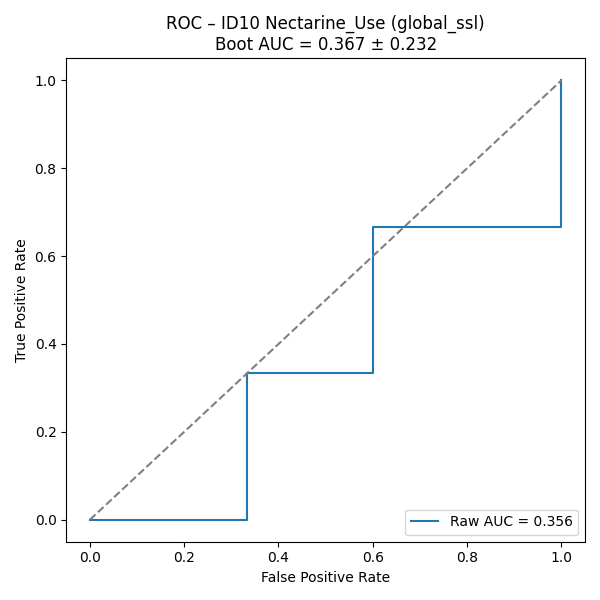 ROC – ID10 Nectarine_Use (global_ssl)
Boot AUC = 0.367 ± 0.232
True Positive Rate
1.0
0.8
0.6
0.4
0.2
0.0
Raw AUC = 0.356
0.0 0.2 0.4 0.6 0.8 1.0
False Positive Rate